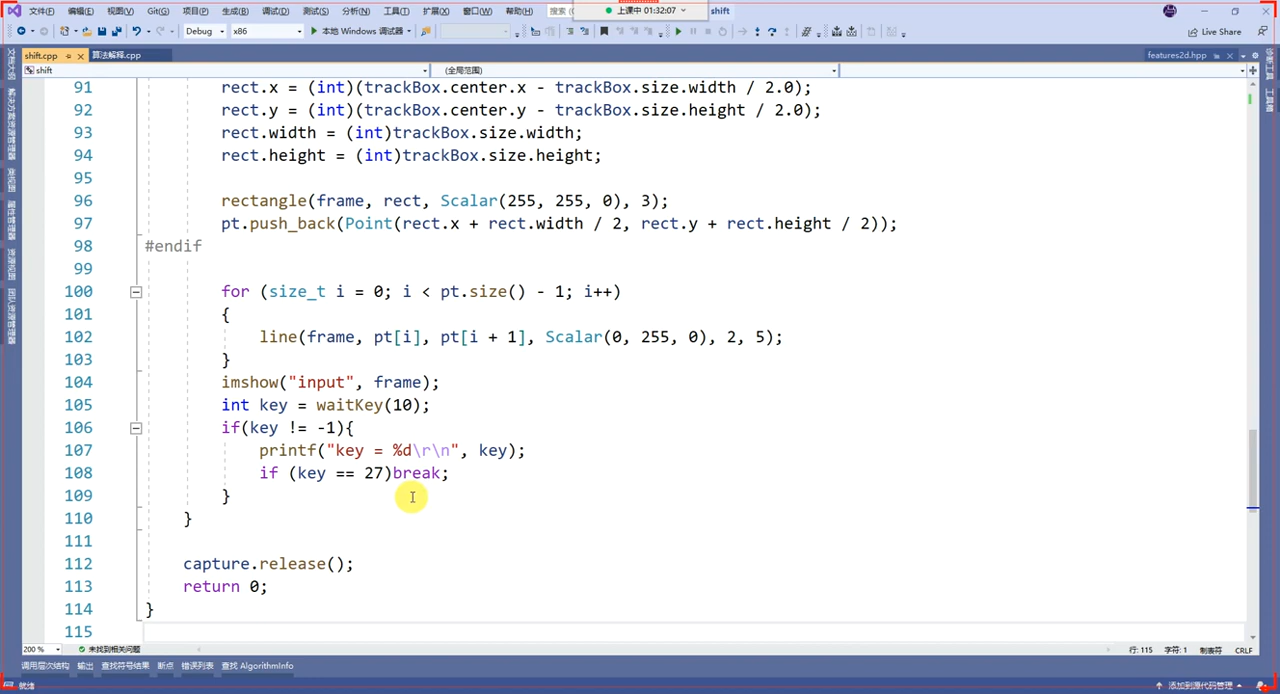 文件(F) 编辑(E) 视图(V) Git(G) 项目(P) 生成(B) 调试(D) 测试(S) 分析(N) 工具(T) 扩展(X) 窗口(W) 帮助(H) 搜索 上课中 01:32:07 shift
Debug x86 本地 Windows 调试器 Live Share
shift.cpp 算法解释.cpp features2d.hpp
shift (全局范围)
91 rect.x = (int)(trackBox.center.x - trackBox.size.width / 2.0);
92 rect.y = (int)(trackBox.center.y - trackBox.size.height / 2.0);
93 rect.width = (int)trackBox.size.width;
94 rect.height = (int)trackBox.size.height;
95
96 rectangle(frame, rect, Scalar(255, 255, 0), 3);
97 pt.push_back(Point(rect.x + rect.width / 2, rect.y + rect.height / 2));
98 #endif
99
100 for (size_t i = 0; i < pt.size() - 1; i++)
101 {
102 line(frame, pt[i], pt[i + 1], Scalar(0, 255, 0), 2, 5);
103 }
104 imshow("input", frame);
105 int key = waitKey(10);
106 if(key != -1){
107 printf("key = %d\r\n", key);
108 if (key == 27)break;
109 }
110 }
111
112 capture.release();
113 return 0;
114 }
115
200 % 未找到相关问题 行: 115 字符: 1 制表符 CRLF
调用层次结构 输出 查找符号结果 断点 错误列表 查找 AlgorithmInfo
就绪 添加到源代码管理